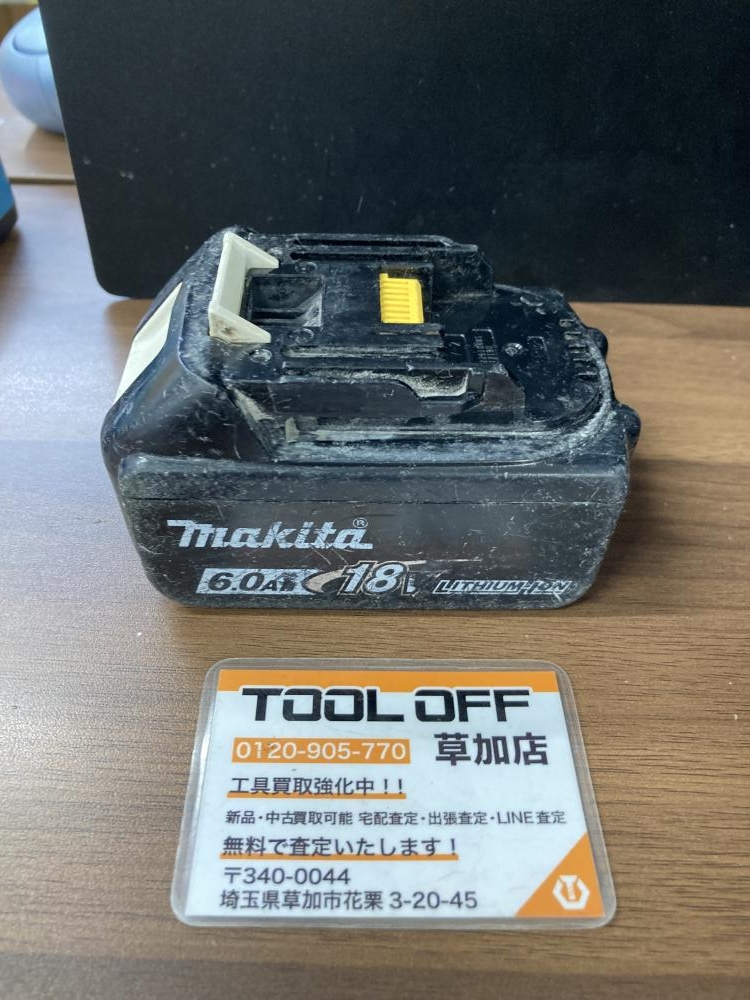 makita®
6.0Ah 18V LITHIUM-ION
TOOL OFF
0120-905-770 草加店
工具買取強化中!!
新品・中古買取可能 宅配査定・出張査定・LINE査定
無料で査定いたします!
〒340-0044
埼玉県草加市花栗 3-20-45